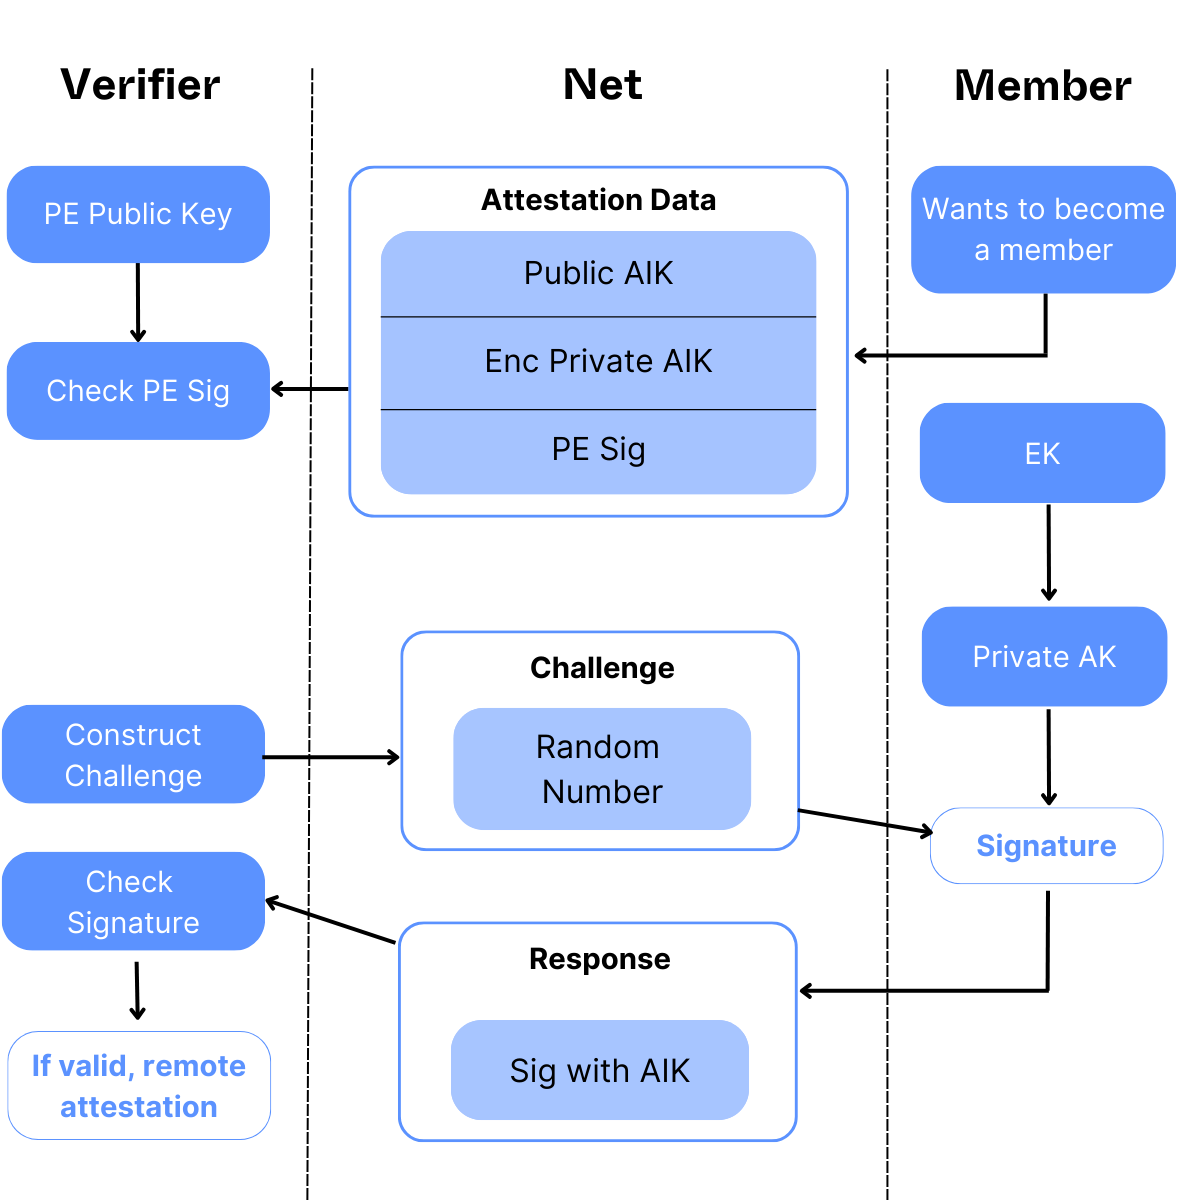 Verifier
Net
Member
PE Public Key
Check PE Sig
Attestation Data
Public AIK
Enc Private AIK
PE Sig
Wants to become
a member
EK
Private AK
Construct
Challenge
Challenge
Random
Number
Signature
Check
Signature
Response
Sig with AIK
If valid, remote
attestation